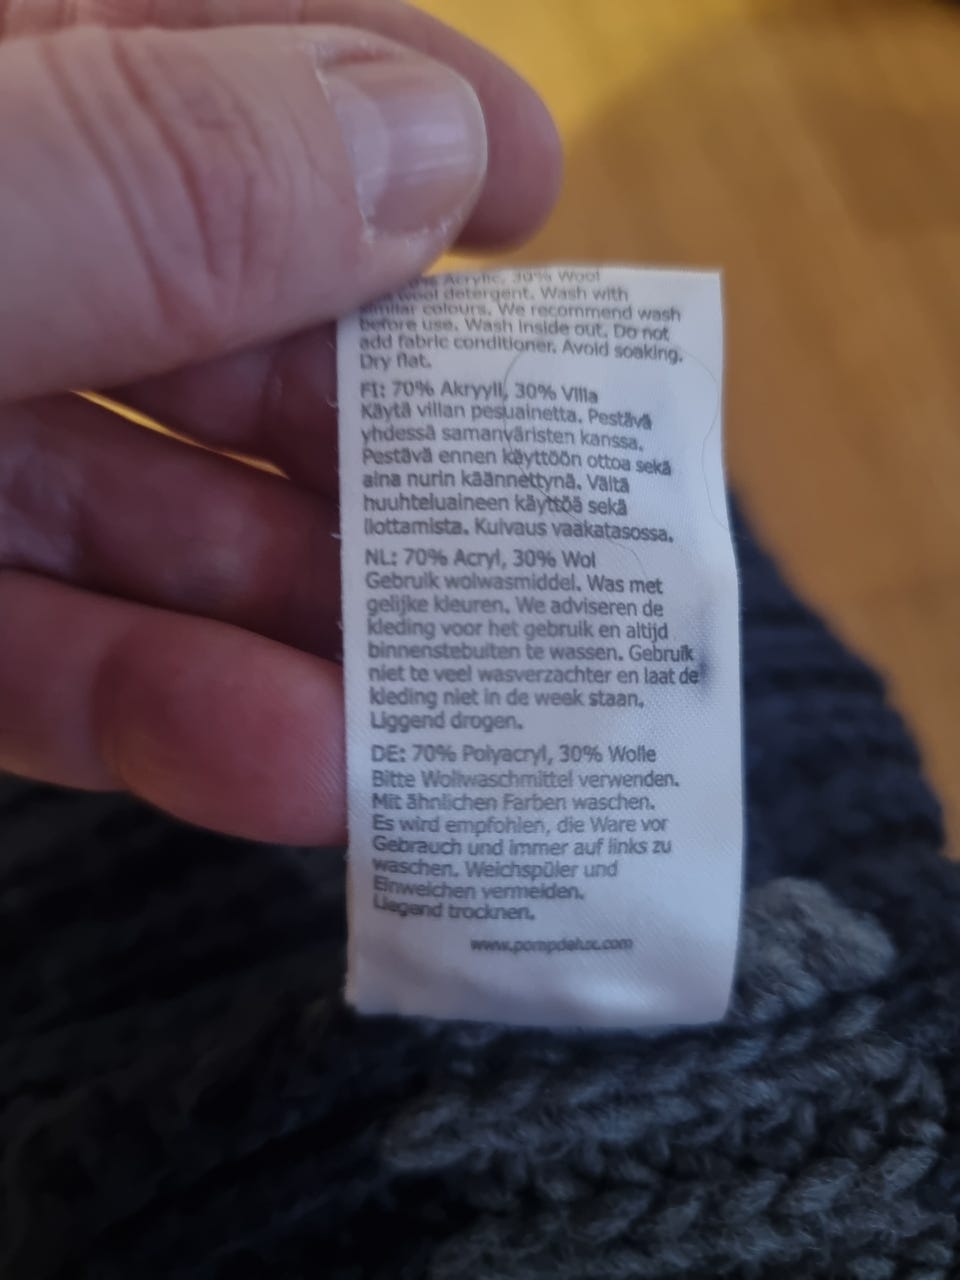 Acrylic, 30% Wool
wool detergent. Wash with
similar colours. We recommend wash
before use. Wash inside out. Do not
add fabric conditioner. Avoid soaking.
Dry flat.
FI: 70% Akryyli, 30% Villa
Käytä villan pesuainetta. Pestävä
yhdessä samanväristen kanssa.
Pestävä ennen käyttöön ottoa sekä
aina nurin käännettynä. Vältä
huuhteluaineen käyttöä sekä
liottamista. Kuivaus vaakatasossa.
NL: 70% Acryl, 30% Wol
Gebruik wolwasmiddel. Was met
gelijke kleuren. We adviseren de
kleding voor het gebruik en altijd
binnenstebuiten te wassen. Gebruik
niet te veel wasverzachter en laat de
kleding niet in de week staan.
Liggend drogen.
DE: 70% Polyacryl, 30% Wolle
Bitte Wollwaschmittel verwenden.
Mit ähnlichen Farben waschen.
Es wird empfohlen, die Ware vor
Gebrauch und immer auf links zu
waschen. Weichspüler und
Einweichen vermeiden.
Liegend trocknen.
www.pompdelux.com